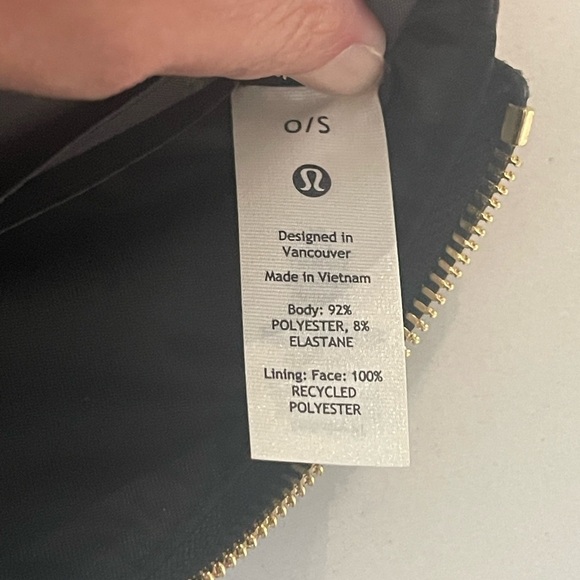 O/S
Designed in
Vancouver
Made in Vietnam
Body: 92%
POLYESTER, 8%
ELASTANE
Lining: Face: 100%
RECYCLED
POLYESTER